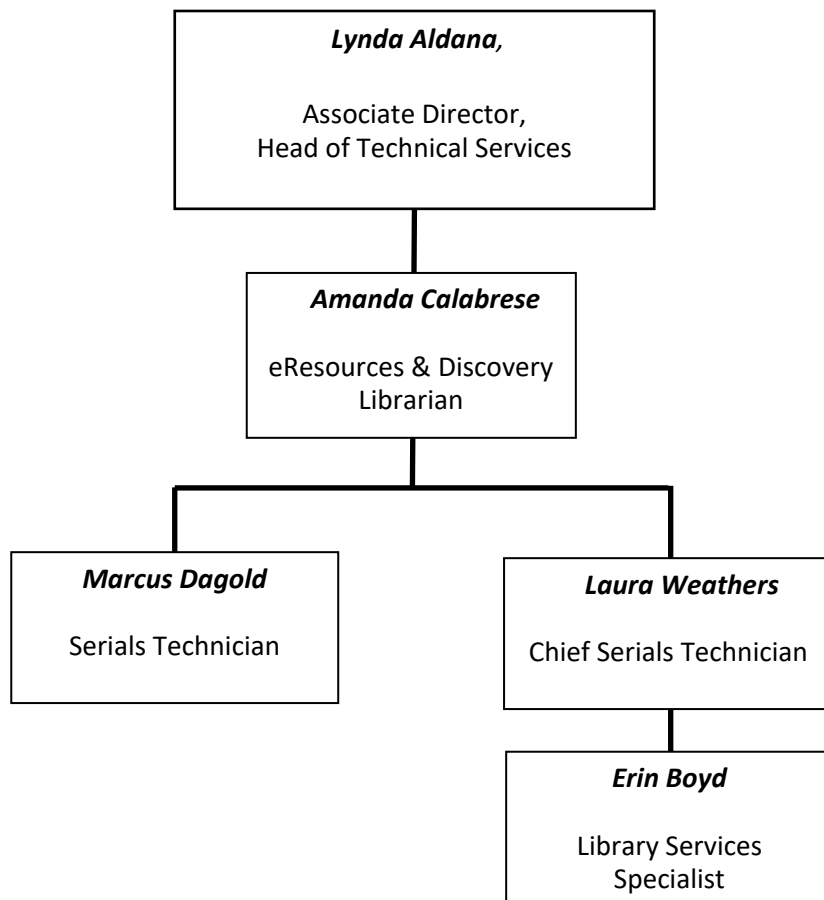 Lynda Aldana,
Associate Director,
Head of Technical Services
Amanda Calabrese
eResources & Discovery
Librarian
Marcus Dagold
Serials Technician
Laura Weathers
Chief Serials Technician
Erin Boyd
Library Services
Specialist